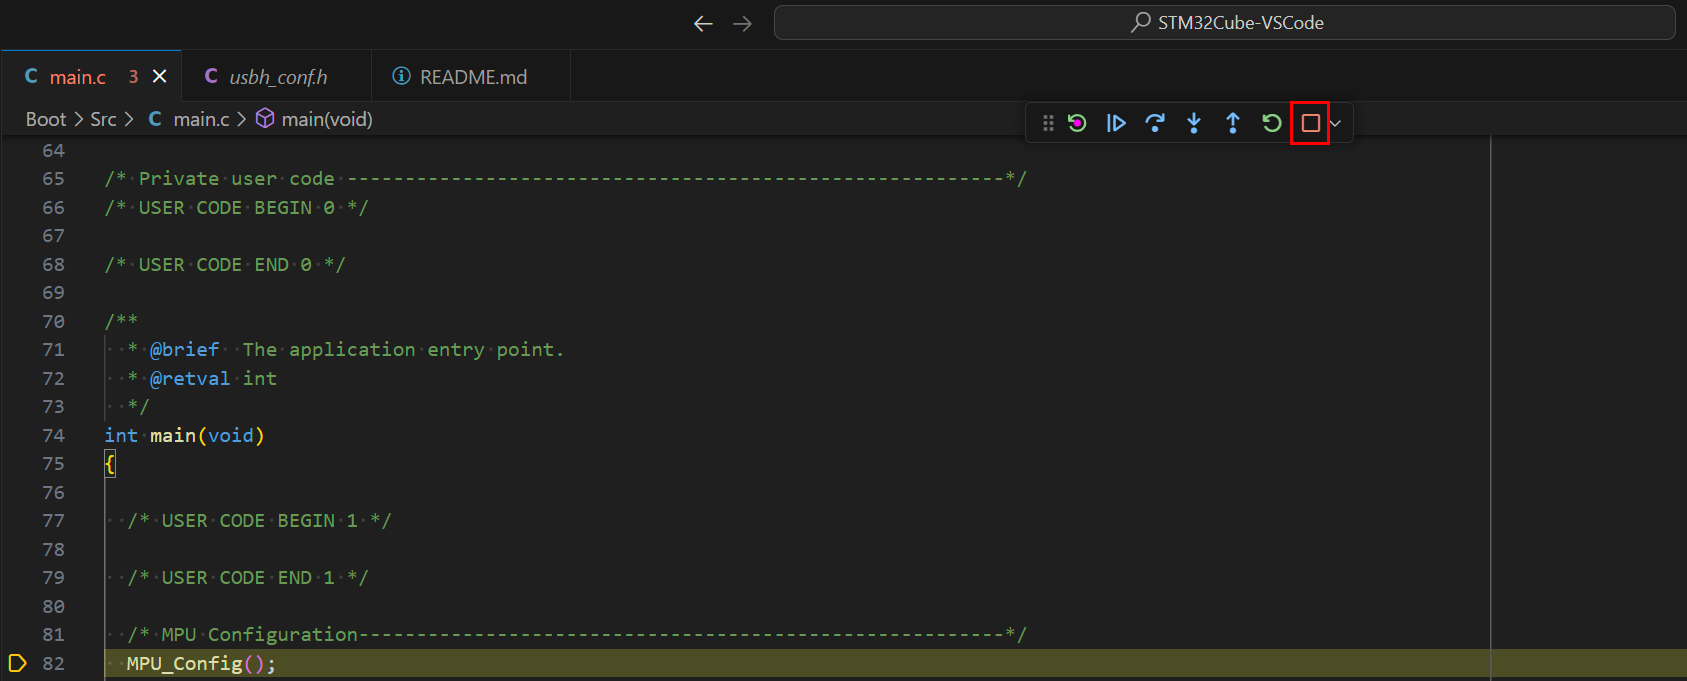 STM32Cube-VSCode
C main.c 3 C usbh_conf.h README.md
Boot > Src > C main.c > main(void)
64
65 /* Private user code ---------------------------------------------------------*/
66 /* USER CODE BEGIN 0 */
67
68 /* USER CODE END 0 */
69
70 /**
71   * @brief  The application entry point.
72   * @retval int
73   */
74 int main(void)
75 {
76
77   /* USER CODE BEGIN 1 */
78
79   /* USER CODE END 1 */
80
81   /* MPU Configuration--------------------------------------------------------*/
82   MPU_Config();